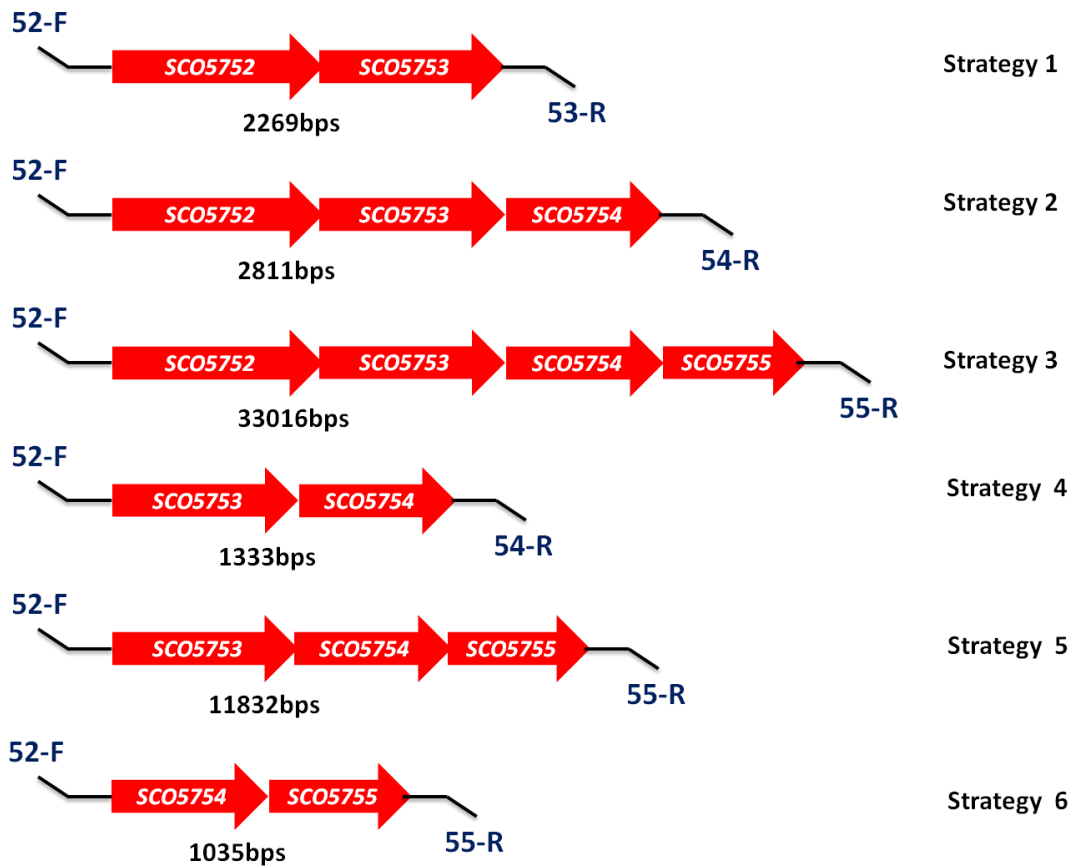 52-F
SCO5752 SCO5753 Strategy 1
2269bps 53-R
52-F
SCO5752 SCO5753 SCO5754 Strategy 2
2811bps 54-R
52-F
SCO5752 SCO5753 SCO5754 SCO5755 Strategy 3
33016bps 55-R
52-F
SCO5753 SCO5754 Strategy 4
1333bps 54-R
52-F
SCO5753 SCO5754 SCO5755 Strategy 5
11832bps 55-R
52-F
SCO5754 SCO5755 Strategy 6
1035bps 55-R